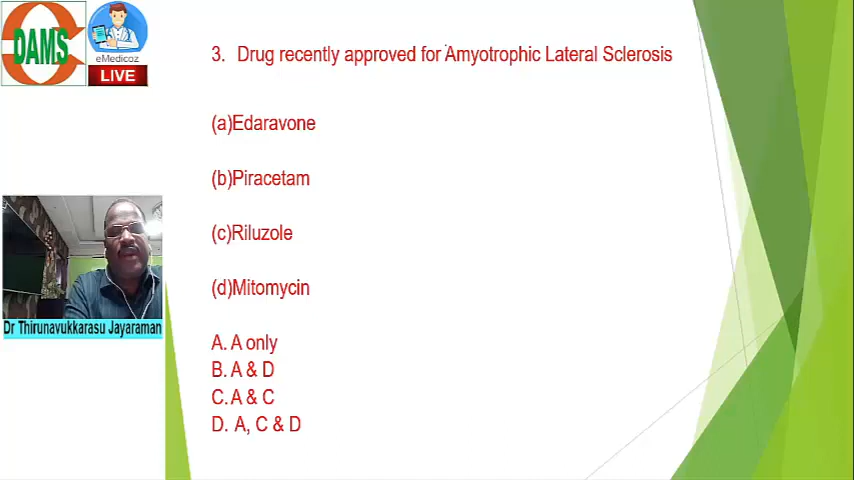 DAMS
eMedicoz
LIVE
3. Drug recently approved for Amyotrophic Lateral Sclerosis
(a)Edaravone
(b)Piracetam
(c)Riluzole
(d)Mitomycin
Dr Thirunavukkarasu Jayaraman
A. A only
B. A & D
C. A & C
D. A, C & D